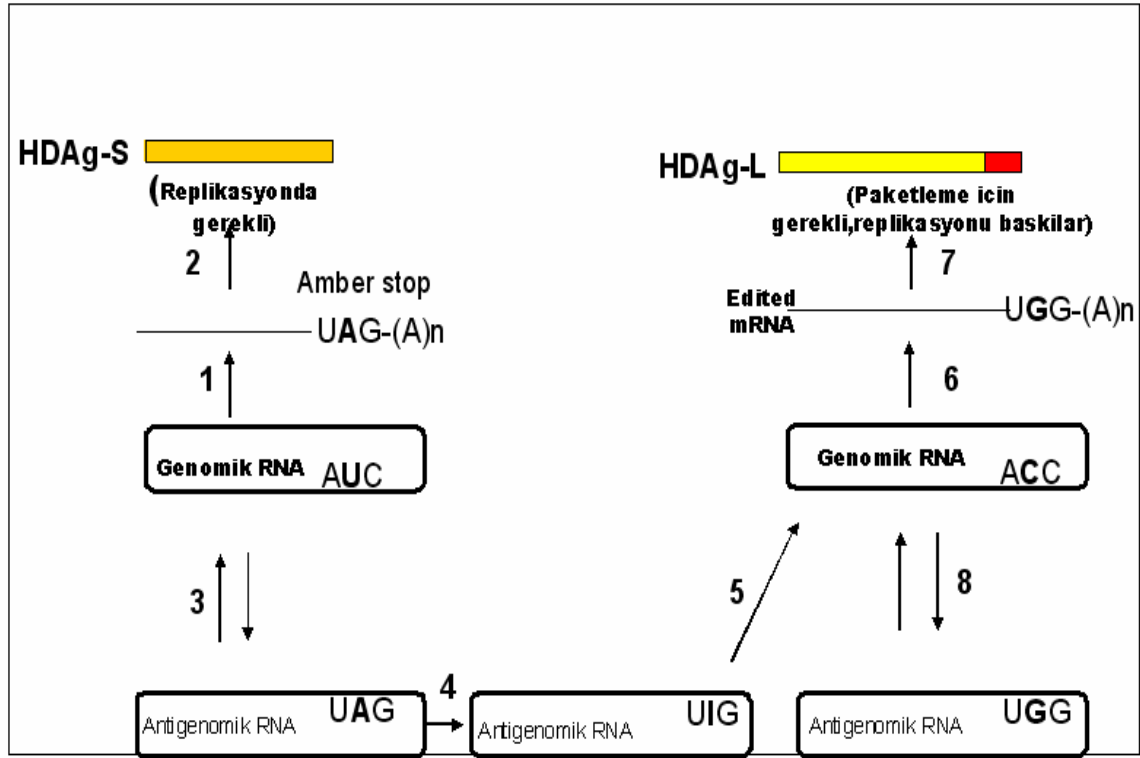 HDAg-S
(Replikasyonda
gerekli)
2
Amber stop
UAG-(A)n
1
Genomik RNA AUC
3
Antigenomik RNA UAG
4
Antigenomik RNA UIG
5
HDAg-L
(Paketleme icin
gerekli,replikasyonu baskilar)
7
Edited
mRNA
UGG-(A)n
6
Genomik RNA ACC
8
Antigenomik RNA UGG